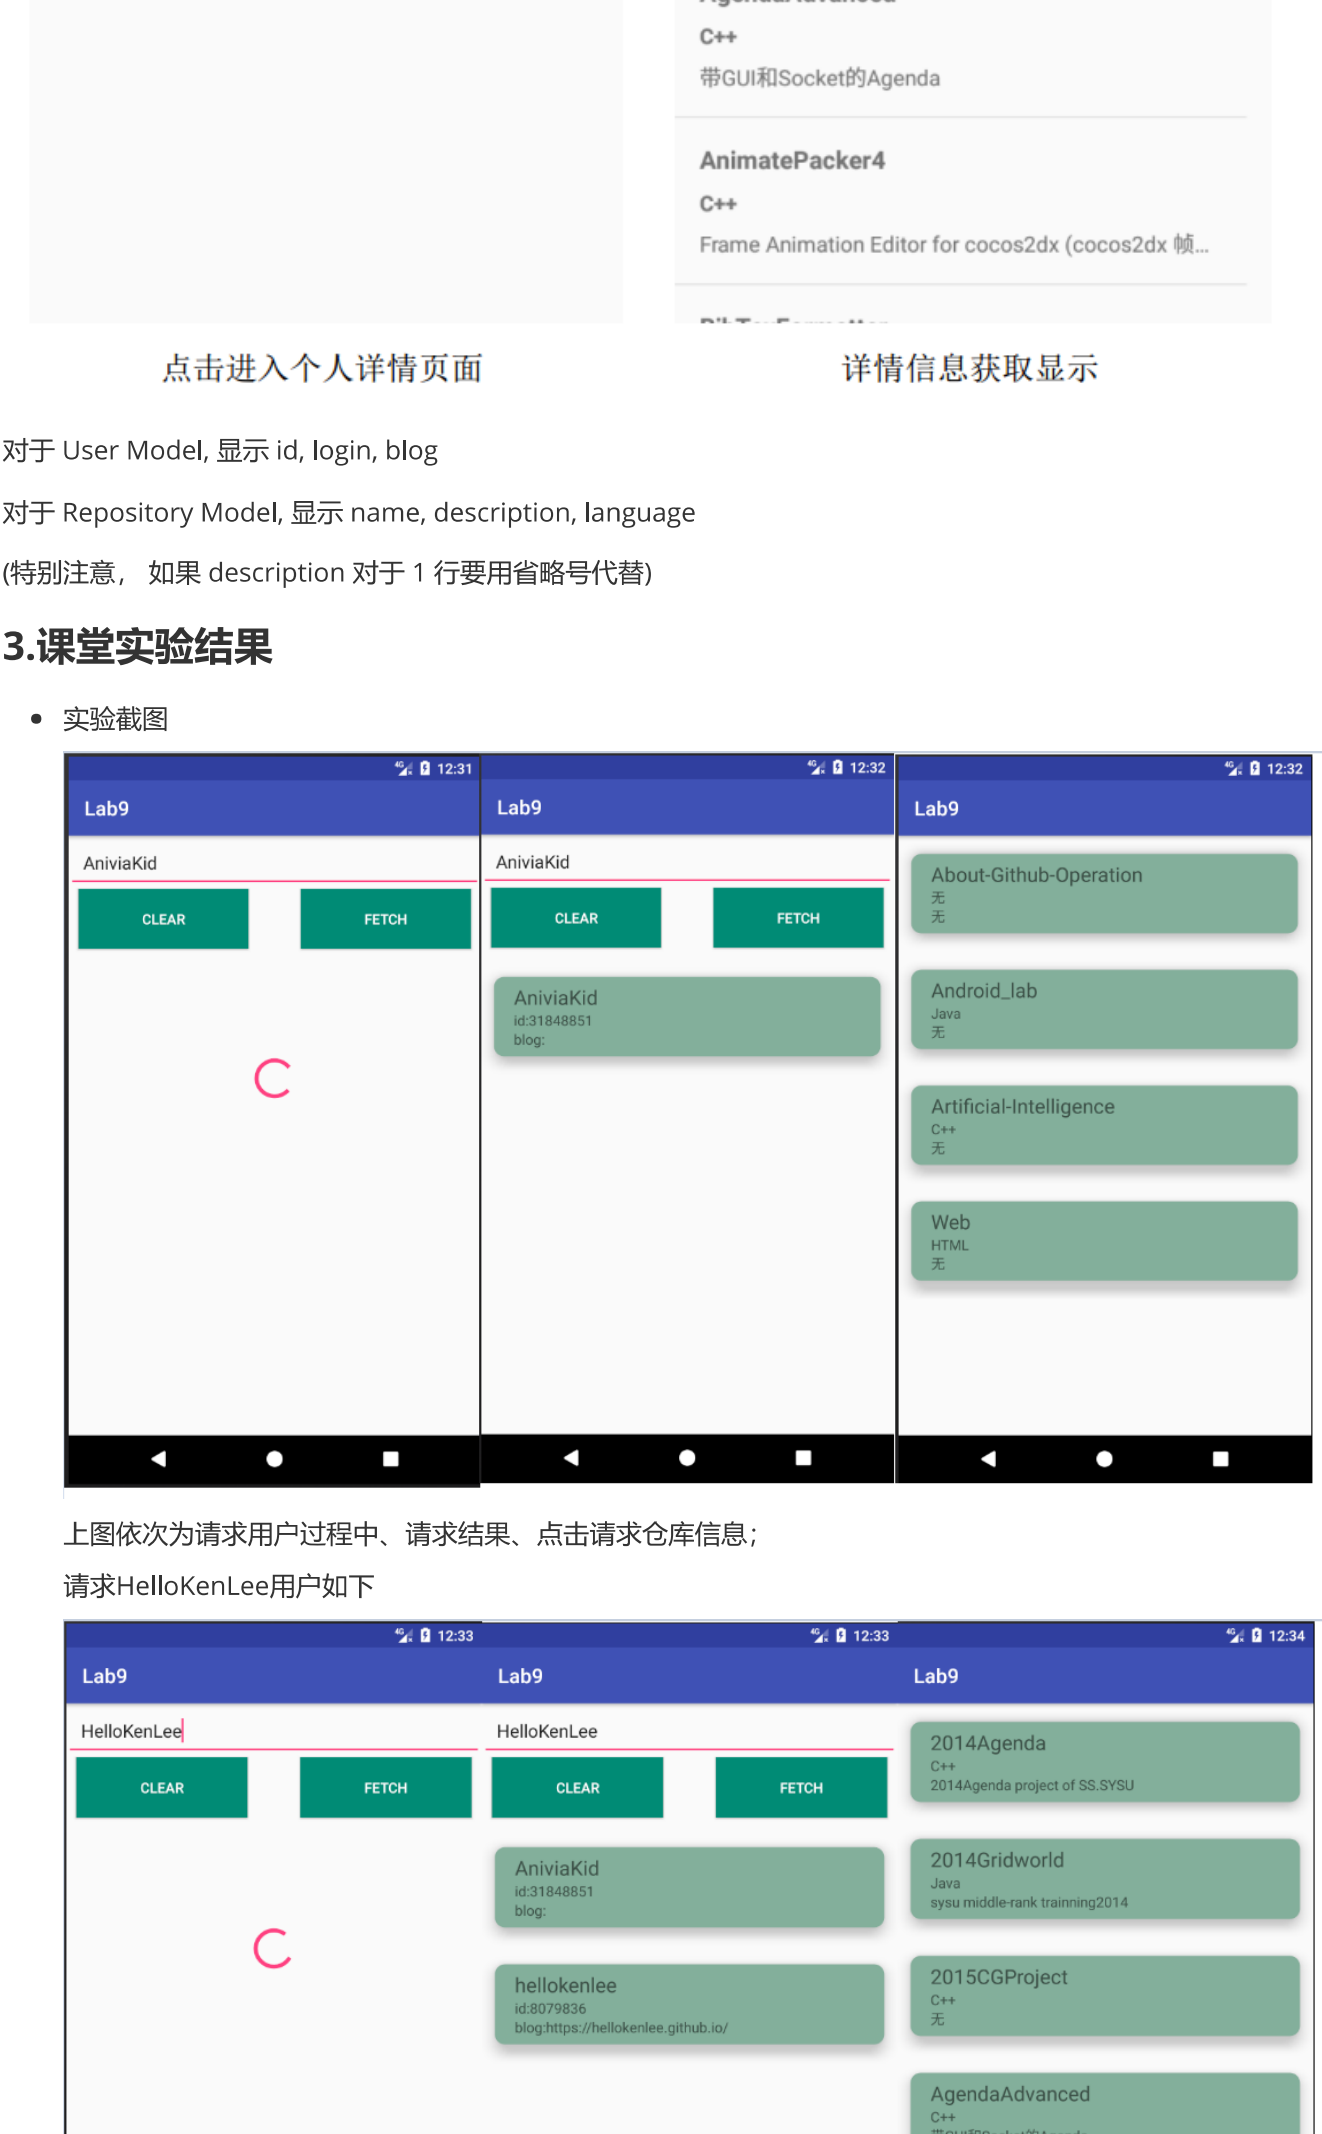 C++
带GUI和Socket的Agenda
AnimatePacker4
C++
Frame Animation Editor for cocos2dx (cocos2dx 帧...
点击进入个人详情页面
详情信息获取显示
对于 User Model, 显示 id, login, blog
对于 Repository Model, 显示 name, description, language
(特别注意， 如果 description 对于 1 行要用省略号代替)
3.课堂实验结果
• 实验截图
4G 12:31
Lab9
AniviaKid
CLEAR FETCH
4G 12:32
Lab9
AniviaKid
CLEAR FETCH
AniviaKid
id:31848851
blog:
4G 12:32
Lab9
About-Github-Operation
无
无
Android_lab
Java
无
Artificial-Intelligence
C++
无
Web
HTML
无
上图依次为请求用户过程中、请求结果、点击请求仓库信息；
请求HelloKenLee用户如下
4G 12:33
Lab9
HelloKenLee
CLEAR FETCH
4G 12:33
Lab9
HelloKenLee
CLEAR FETCH
AniviaKid
id:31848851
blog:
hellokenlee
id:8079836
blog:https://hellokenlee.github.io/
4G 12:34
Lab9
2014Agenda
C++
2014Agenda project of SS.SYSU
2014Gridworld
Java
sysu middle-rank trainning2014
2015CGProject
C++
无
AgendaAdvanced
C++